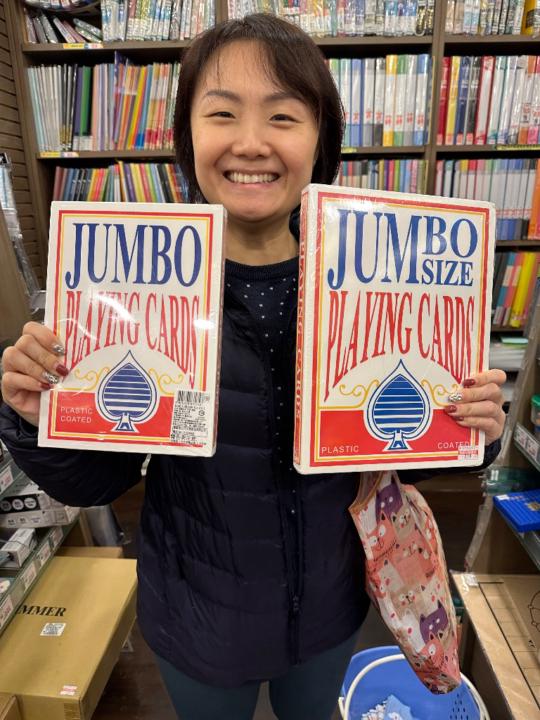 JUMBO
PLAYING CARDS
PLASTIC
COATED
JUMBO
SIZE
PLAYING CARDS
PLASTIC COATED
MMER